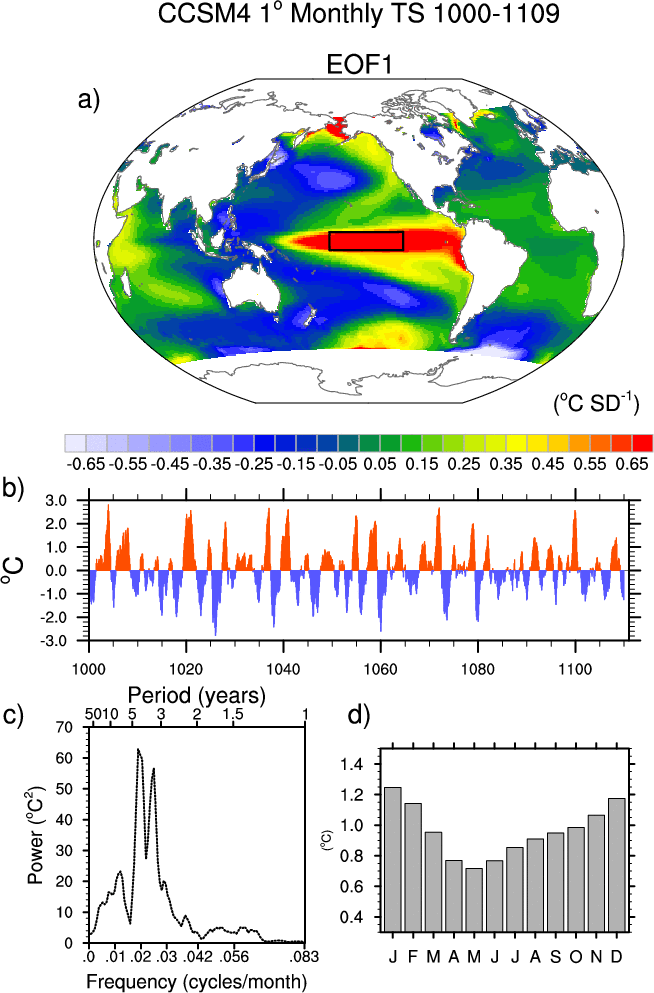 CCSM4 1° Monthly TS 1000-1109
EOF1
a)
(°C SD⁻¹)
-0.65 -0.55 -0.45 -0.35 -0.25 -0.15 -0.05 0.05 0.15 0.25 0.35 0.45 0.55 0.65
b)
°C
3.0
2.0
1.0
0.0
-1.0
-2.0
-3.0
1000 1020 1040 1060 1080 1100
c)
Period (years)
50 10 5 3 2 1.5 1
Power (°C²)
70
60
50
40
30
20
10
0
.0 .01 .02 .03 .042 .056 .083
Frequency (cycles/month)
d)
(°C)
1.4
1.2
1.0
0.8
0.6
0.4
J F M A M J J A S O N D